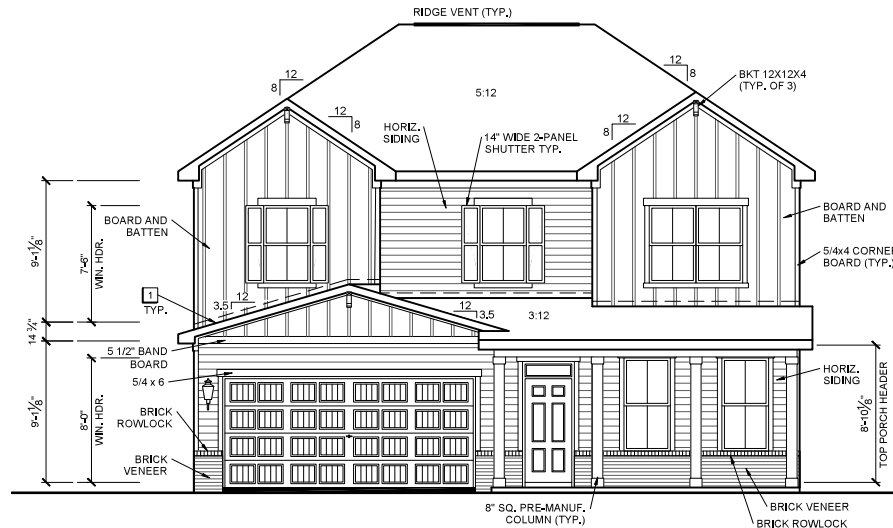 RIDGE VENT (TYP.)
12
8
12
8
5:12
12
8
BKT 12X12X4
(TYP. OF 3)
12
8
HORIZ.
SIDING
14" WIDE 2-PANEL
SHUTTER TYP.
BOARD AND
BATTEN
BOARD AND
BATTEN
5/4x4 CORNER
BOARD (TYP.)
9'-1 1/8"
7'-6"
WIN. HDR.
1
TYP.
12
3.5
12
3.5
3:12
14 3/4"
5 1/2" BAND
BOARD
5/4 x 6
HORIZ.
SIDING
9'-1 1/8"
8'-0"
WIN. HDR.
8'-10 1/8"
TOP PORCH HEADER
BRICK
ROWLOCK
BRICK
VENEER
8" SQ. PRE-MANUF.
COLUMN (TYP.)
BRICK VENEER
BRICK ROWLOCK